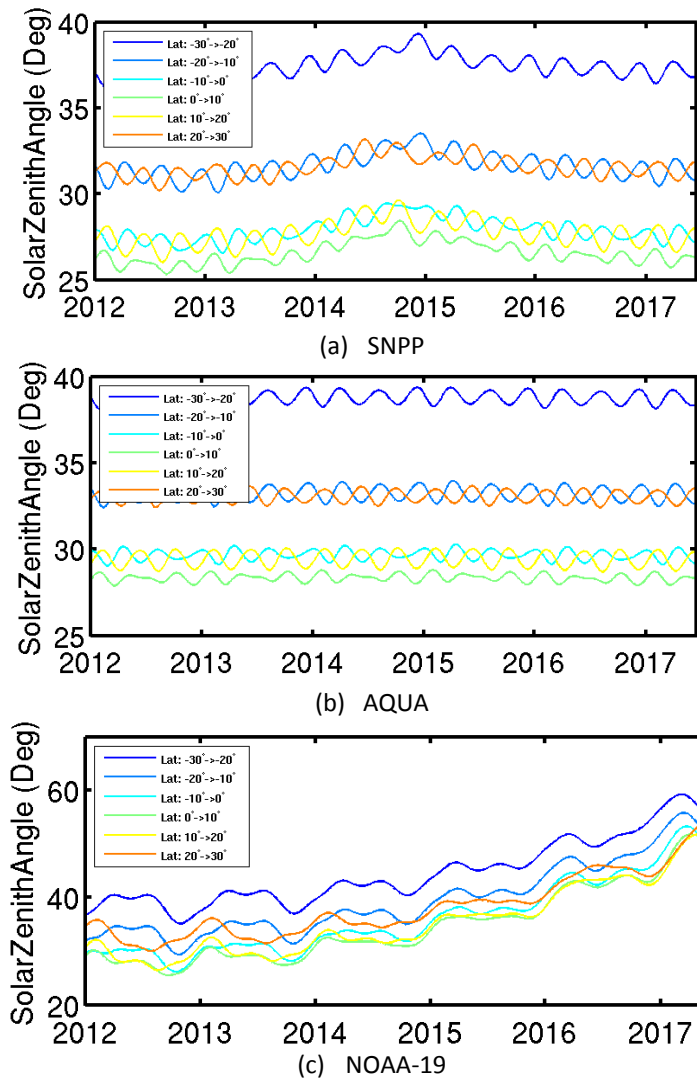 40
35
30
25
SolarZenithAngle (Deg)
Lat: -30°->-20°
Lat: -20°->-10°
Lat: -10°->0°
Lat: 0°->10°
Lat: 10°->20°
Lat: 20°->30°
2012 2013 2014 2015 2016 2017
(a) SNPP
40
35
30
25
SolarZenithAngle (Deg)
Lat: -30°->-20°
Lat: -20°->-10°
Lat: -10°->0°
Lat: 0°->10°
Lat: 10°->20°
Lat: 20°->30°
2012 2013 2014 2015 2016 2017
(b) AQUA
60
40
20
SolarZenithAngle (Deg)
Lat: -30°->-20°
Lat: -20°->-10°
Lat: -10°->0°
Lat: 0°->10°
Lat: 10°->20°
Lat: 20°->30°
2012 2013 2014 2015 2016 2017
(c) NOAA-19